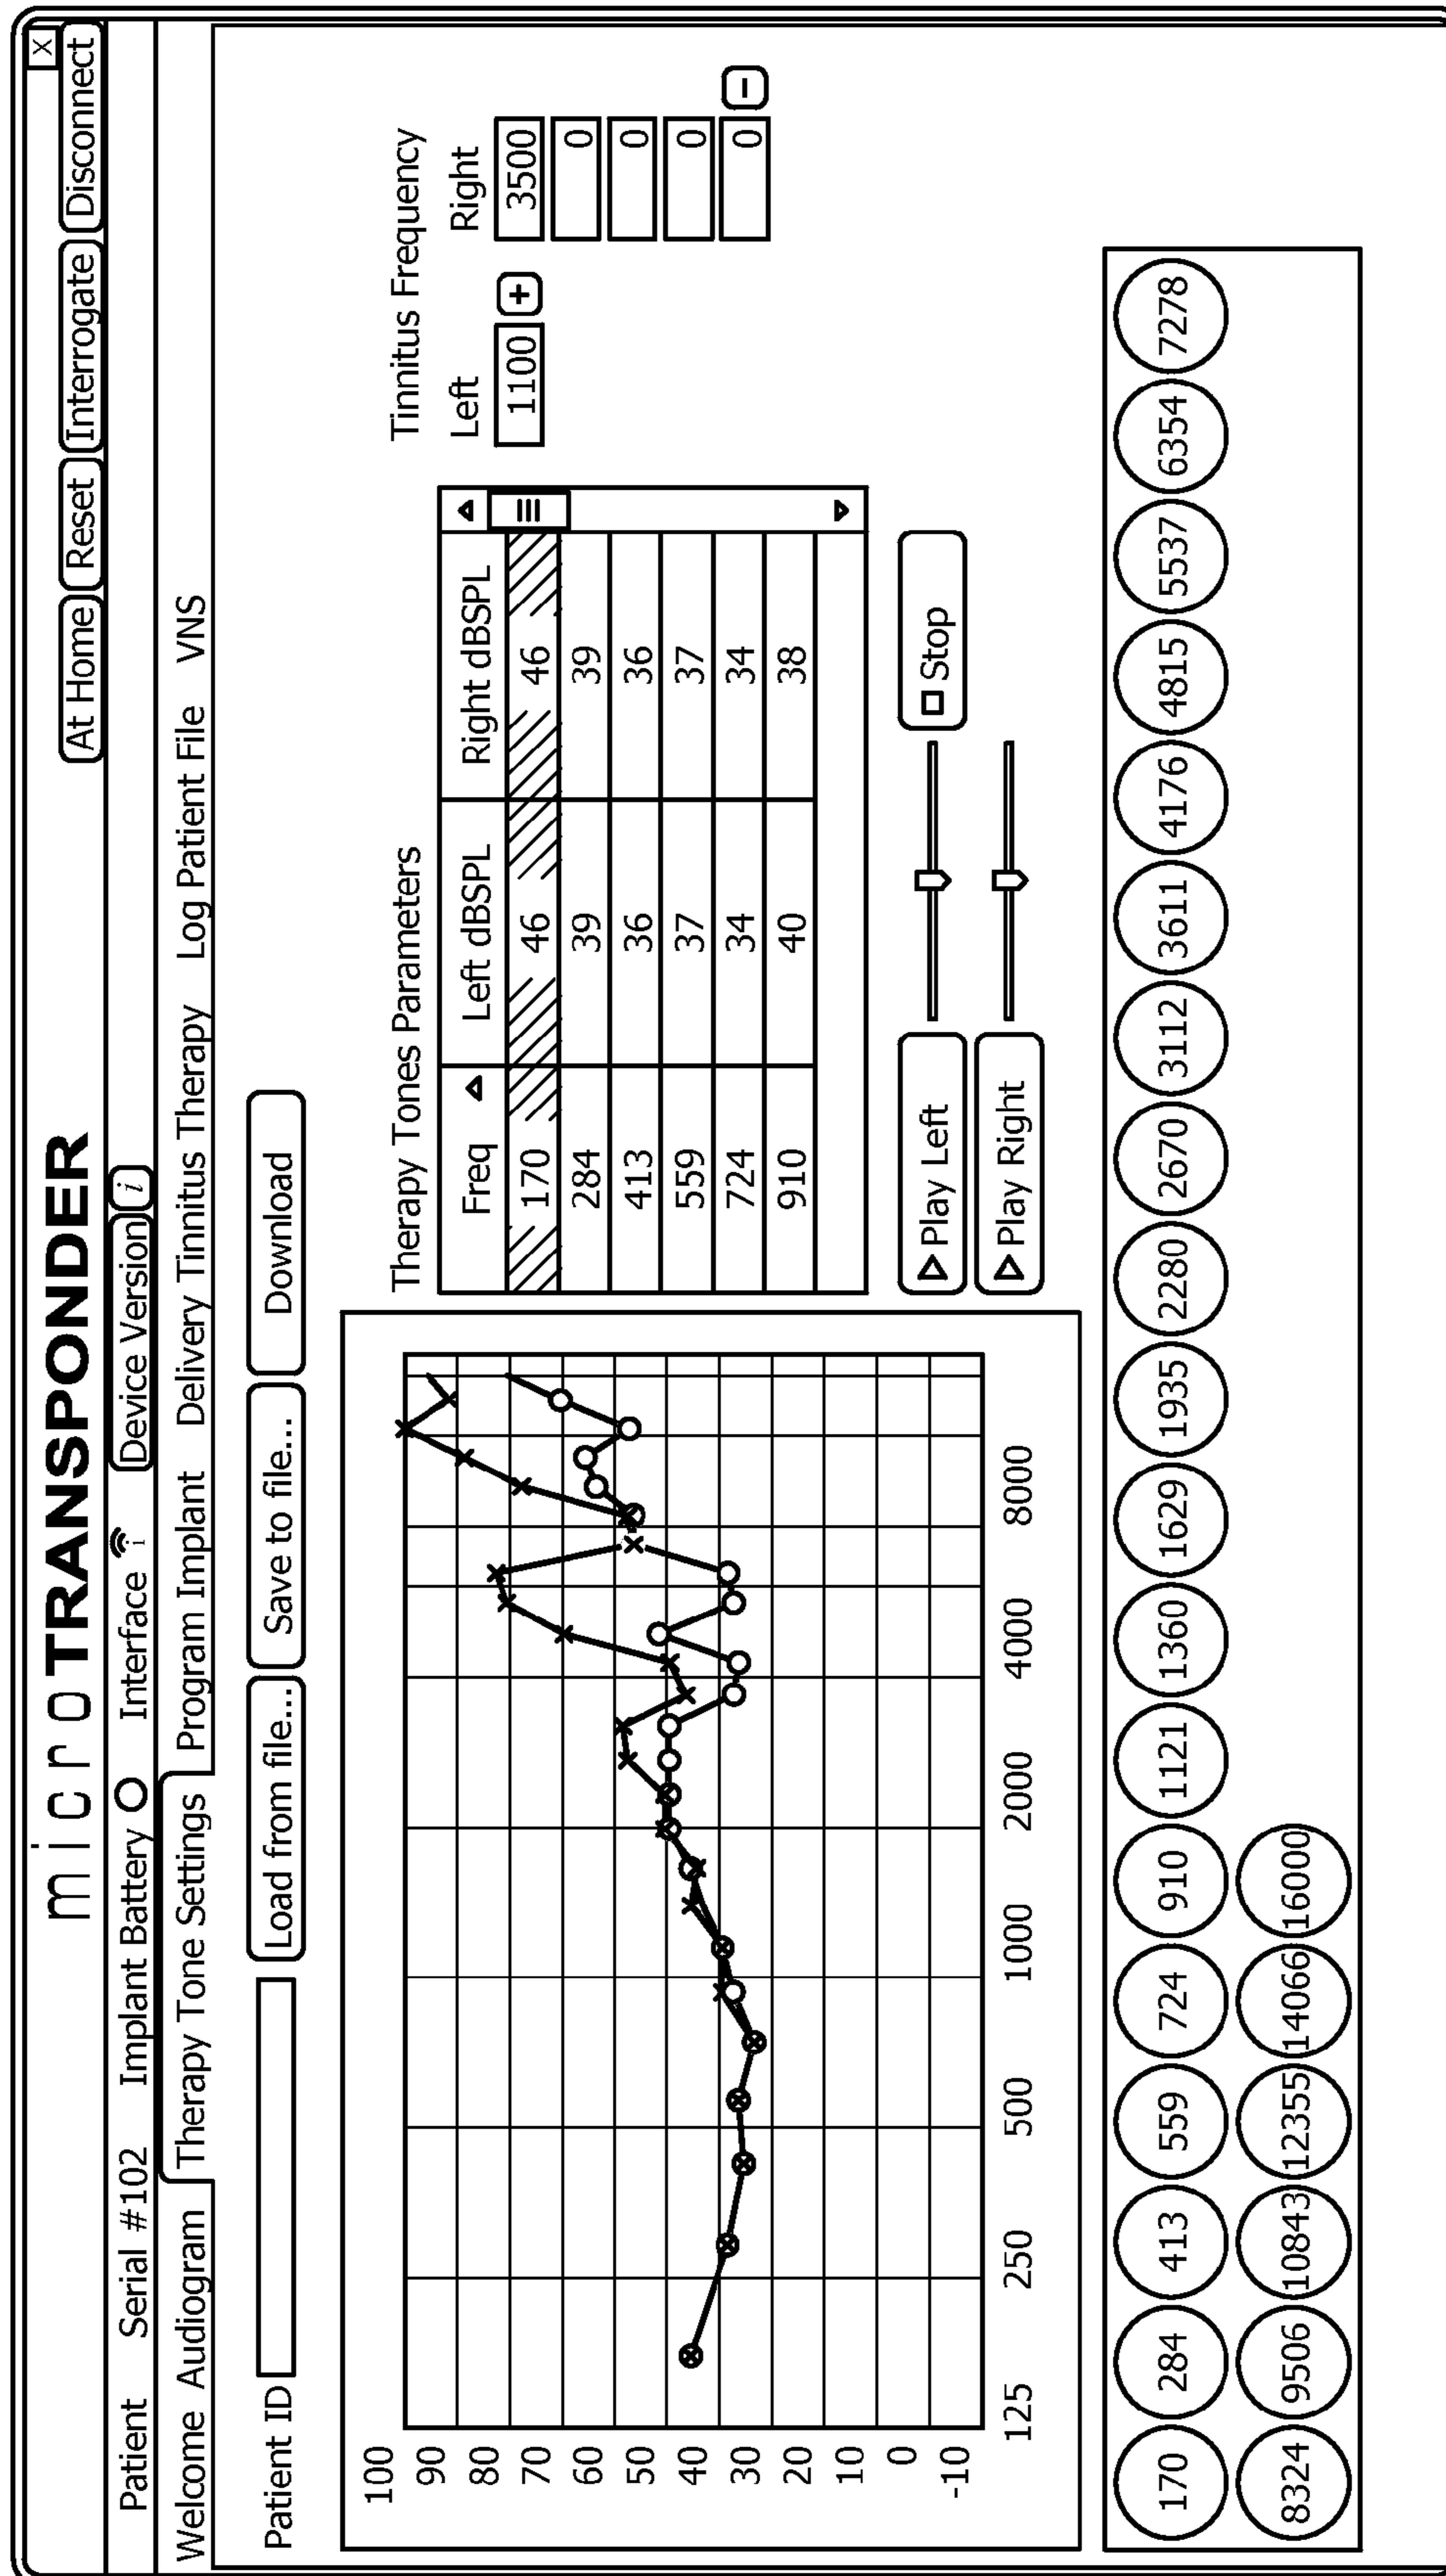 microTRANSPONDER
X
At Home Reset Interrogate Disconnect
Patient Serial #102 Implant Battery Interface Device Version i
Welcome Audiogram Therapy Tone Settings Program Implant Delivery Tinnitus Therapy Log Patient File VNS
Patient ID Load from file... Save to file... Download
100
90
80
70
60
50
40
30
20
10
0
-10
125 250 500 1000 2000 4000 8000
Therapy Tones Parameters
Freq Left dBSPL Right dBSPL
170 46 46
284 39 39
413 36 36
559 37 37
724 34 34
910 40 38
Play Left Stop
Play Right
Tinnitus Frequency
Left Right
1100 + 3500
0
0
0
0 -
170 284 413 559 724 910 1121 1360 1629 1935 2280 2670 3112 3611 4176 4815 5537 6354 7278
8324 9506 10843 12355 14066 16000